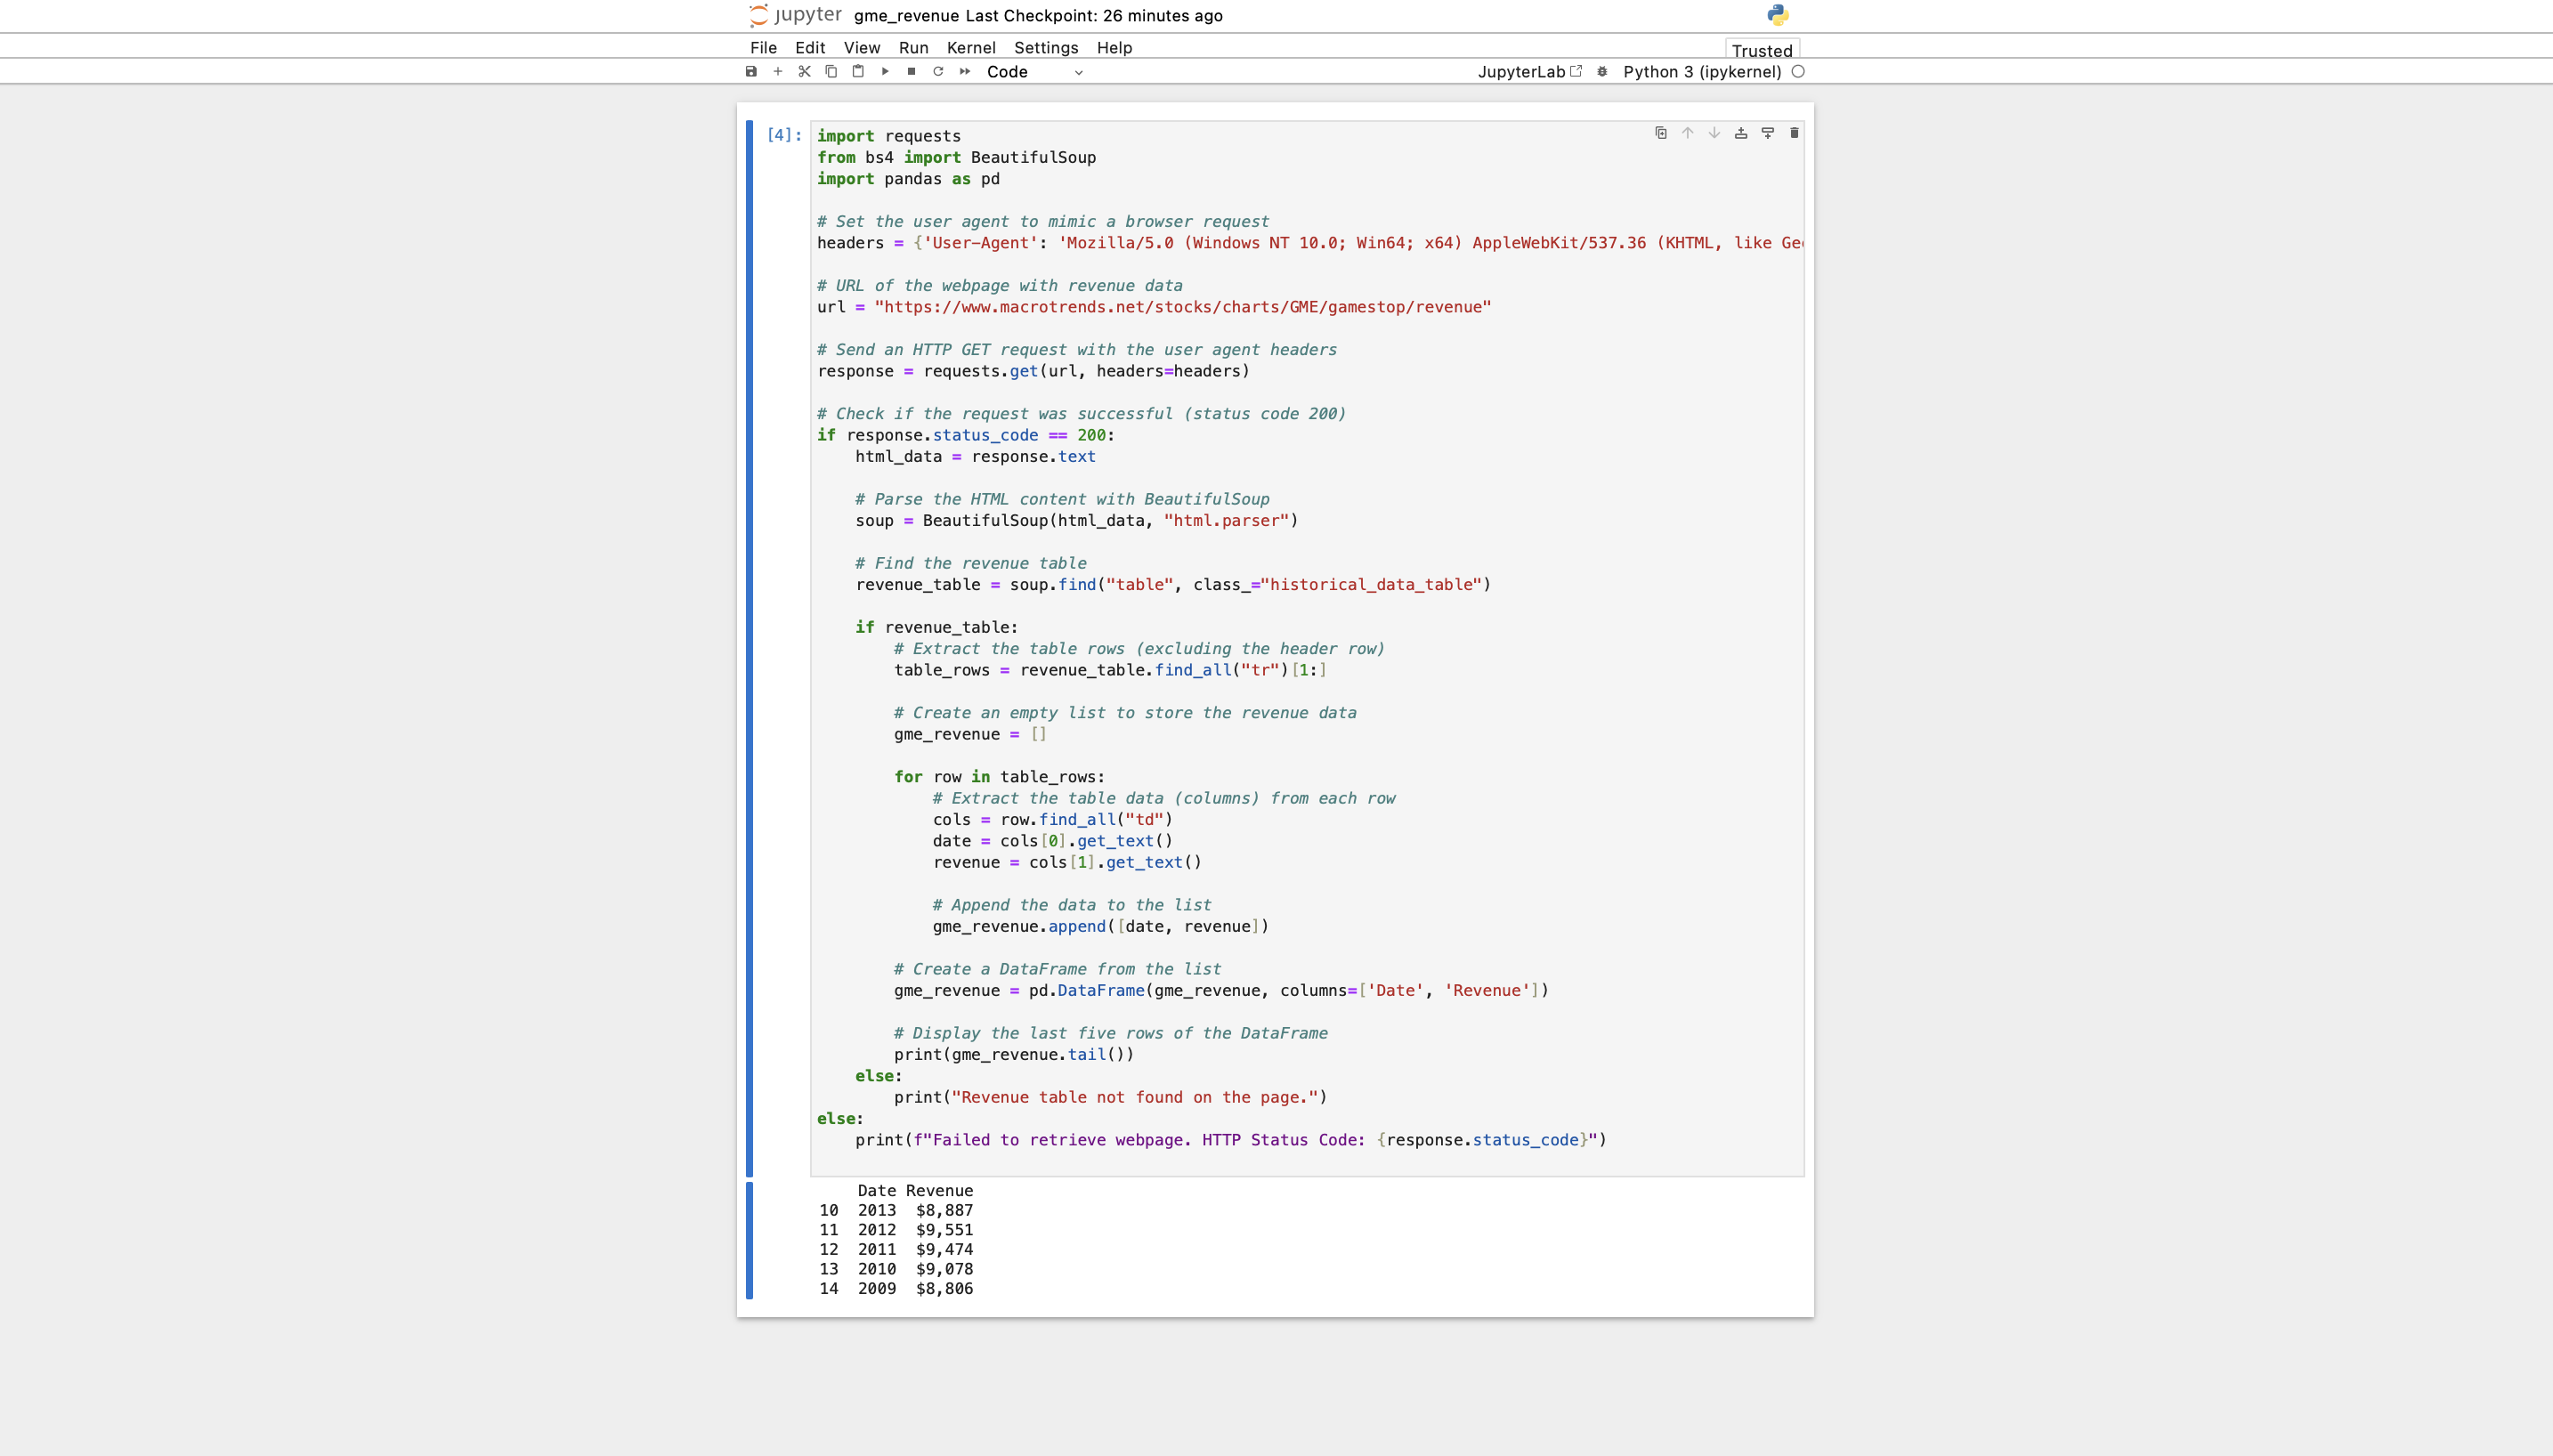 jupyter gme_revenue Last Checkpoint: 26 minutes ago
File Edit View Run Kernel Settings Help Trusted
Code JupyterLab Python 3 (ipykernel)
[4]:
import requests
from bs4 import BeautifulSoup
import pandas as pd

# Set the user agent to mimic a browser request
headers = {'User-Agent': 'Mozilla/5.0 (Windows NT 10.0; Win64; x64) AppleWebKit/537.36 (KHTML, like Ge

# URL of the webpage with revenue data
url = "https://www.macrotrends.net/stocks/charts/GME/gamestop/revenue"

# Send an HTTP GET request with the user agent headers
response = requests.get(url, headers=headers)

# Check if the request was successful (status code 200)
if response.status_code == 200:
    html_data = response.text

    # Parse the HTML content with BeautifulSoup
    soup = BeautifulSoup(html_data, "html.parser")

    # Find the revenue table
    revenue_table = soup.find("table", class_="historical_data_table")

    if revenue_table:
        # Extract the table rows (excluding the header row)
        table_rows = revenue_table.find_all("tr")[1:]

        # Create an empty list to store the revenue data
        gme_revenue = []

        for row in table_rows:
            # Extract the table data (columns) from each row
            cols = row.find_all("td")
            date = cols[0].get_text()
            revenue = cols[1].get_text()

            # Append the data to the list
            gme_revenue.append([date, revenue])

        # Create a DataFrame from the list
        gme_revenue = pd.DataFrame(gme_revenue, columns=['Date', 'Revenue'])

        # Display the last five rows of the DataFrame
        print(gme_revenue.tail())
    else:
        print("Revenue table not found on the page.")
else:
    print(f"Failed to retrieve webpage. HTTP Status Code: {response.status_code}")

    Date Revenue
10  2013  $8,887
11  2012  $9,551
12  2011  $9,474
13  2010  $9,078
14  2009  $8,806